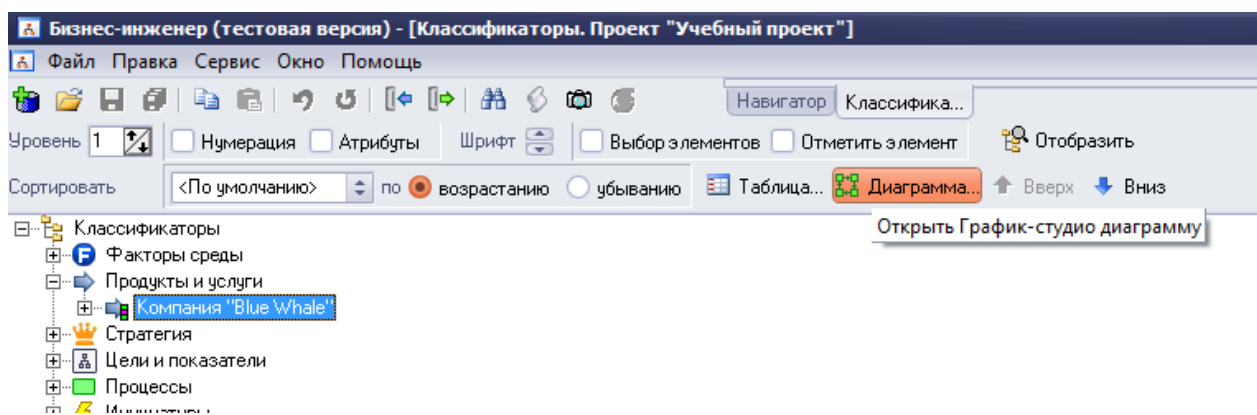 Бизнес-инженер (тестовая версия) - [Классификаторы. Проект "Учебный проект"]
Файл Правка Сервис Окно Помощь
Навигатор Классифика...
Уровень 1 Нумерация Атрибуты Шрифт Выбор элементов Отметить элемент Отобразить
Сортировать <По умолчанию> по возрастанию убыванию Таблица... Диаграмма... Вверх Вниз
Открыть График-студио диаграмму
Классификаторы
Факторы среды
Продукты и услуги
Компания "Blue Whale"
Стратегия
Цели и показатели
Процессы
Инициативы